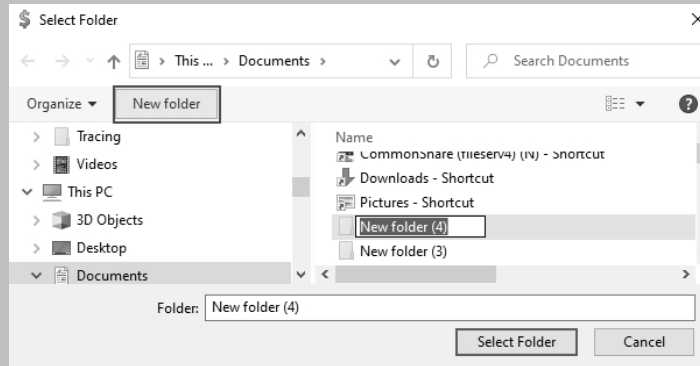 Select Folder
This ... > Documents >
Search Documents
Organize
New folder
Tracing
Videos
This PC
3D Objects
Desktop
Documents
Name
CommonShare (fileserv4) (N) - Shortcut
Downloads - Shortcut
Pictures - Shortcut
New folder (4)
New folder (3)
Folder: New folder (4)
Select Folder
Cancel